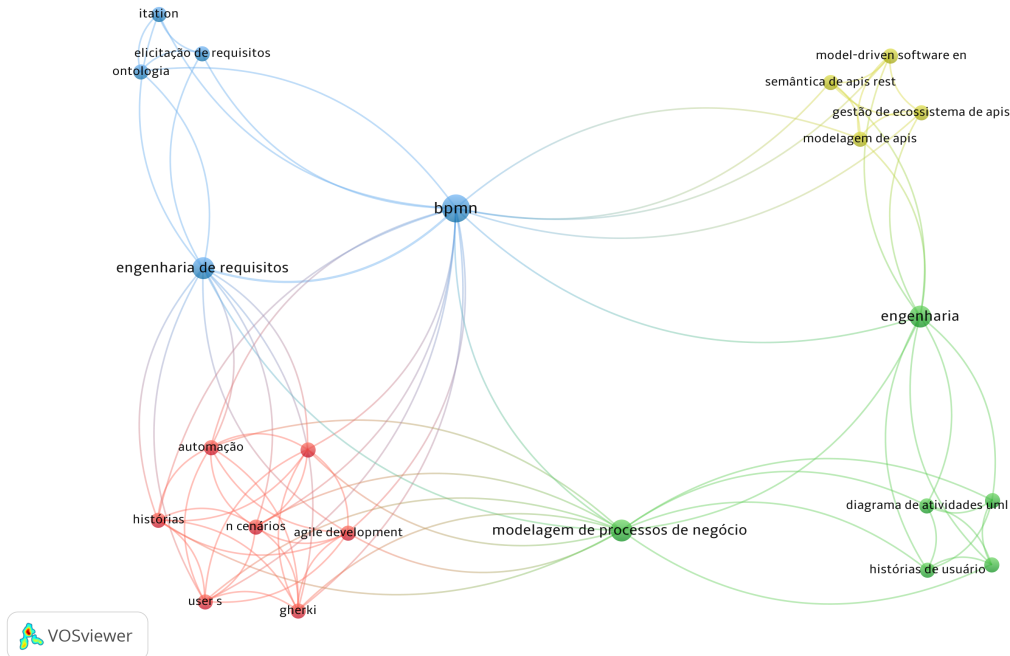 itation
elicitação de requisitos
ontologia
model-driven software en
semântica de apis rest
gestão de ecossistema de apis
modelagem de apis
bpmn
engenharia de requisitos
engenharia
automação
histórias
n cenários
agile development
modelagem de processos de negócio
diagrama de atividades uml
histórias de usuário
user s
gherki
VOSviewer